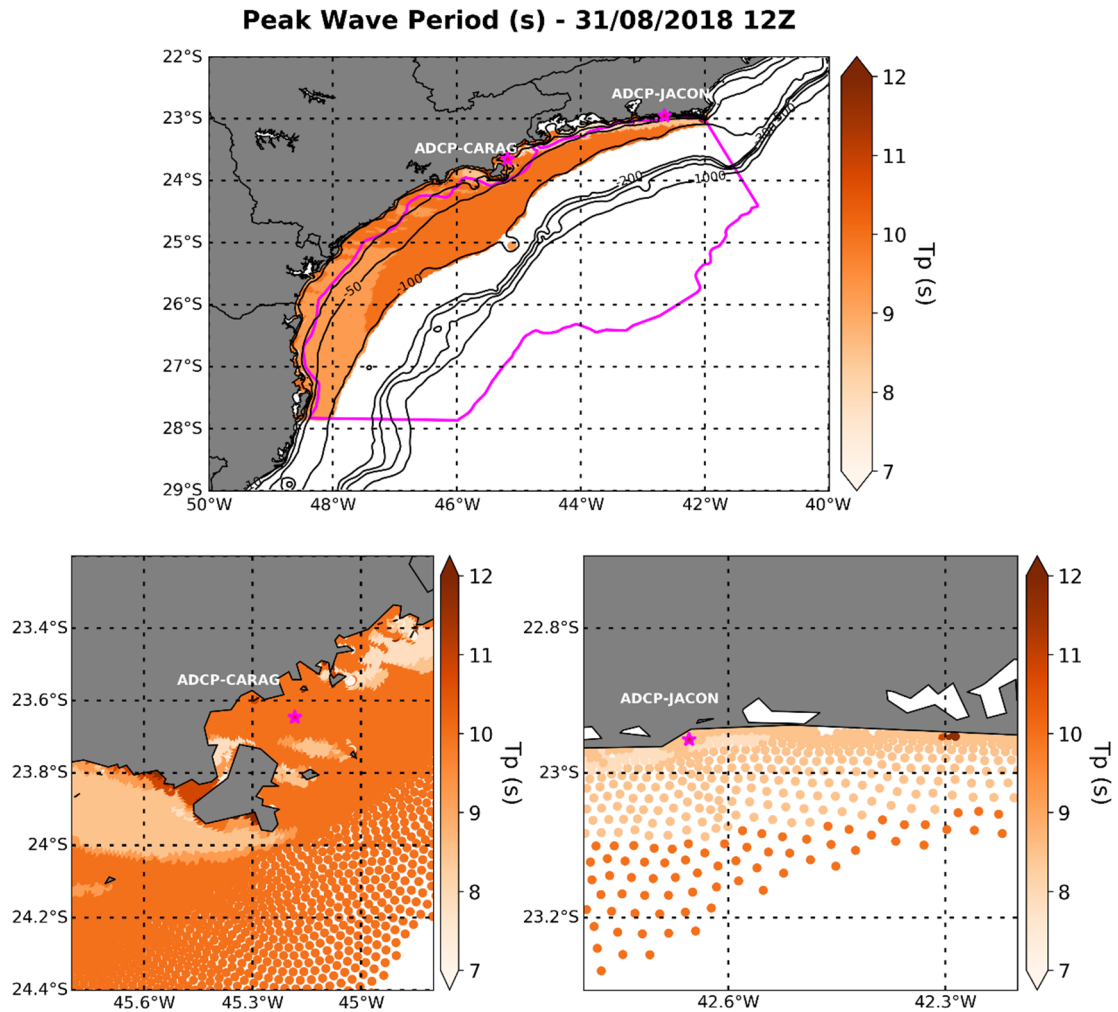 Peak Wave Period (s) - 31/08/2018 12Z
22°S
23°S
24°S
25°S
26°S
27°S
28°S
29°S
50°W
48°W
46°W
44°W
42°W
40°W
ADCP-JACON
ADCP-CARAG
-200
-1000
-50
-100
12
11
10
9
8
7
Tp (s)
23.4°S
23.6°S
23.8°S
24°S
24.2°S
24.4°S
45.6°W
45.3°W
45°W
ADCP-CARAG
12
11
10
9
8
7
Tp (s)
22.8°S
23°S
23.2°S
42.6°W
42.3°W
ADCP-JACON
12
11
10
9
8
7
Tp (s)